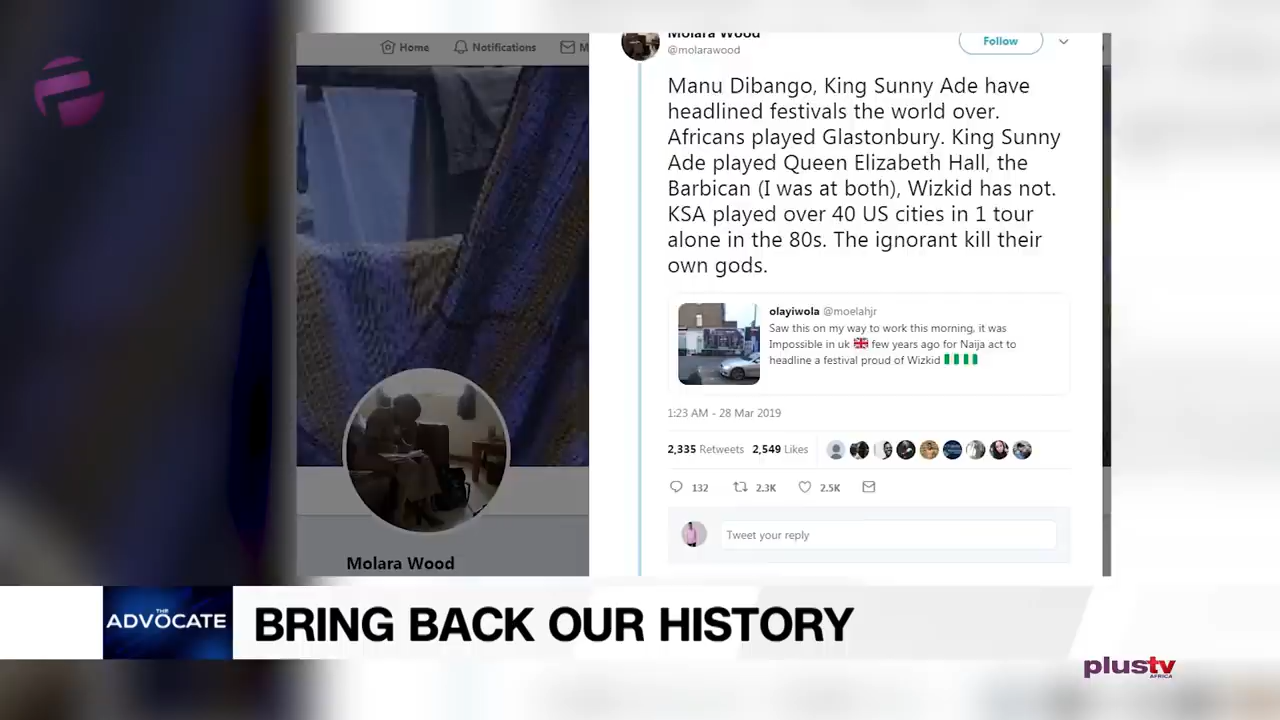 Home
Notifications
M
Molara Wood
@molarawood
Follow
Manu Dibango, King Sunny Ade have
headlined festivals the world over.
Africans played Glastonbury. King Sunny
Ade played Queen Elizabeth Hall, the
Barbican (I was at both), Wizkid has not.
KSA played over 40 US cities in 1 tour
alone in the 80s. The ignorant kill their
own gods.
olayiwola @moelahjr
Saw this on my way to work this morning, it was
Impossible in uk few years ago for Naija act to
headline a festival proud of Wizkid
1:23 AM - 28 Mar 2019
2,335 Retweets 2,549 Likes
132 2.3K 2.5K
Tweet your reply
Molara Wood
THE
ADVOCATE
BRING BACK OUR HISTORY
plustv
AFRICA